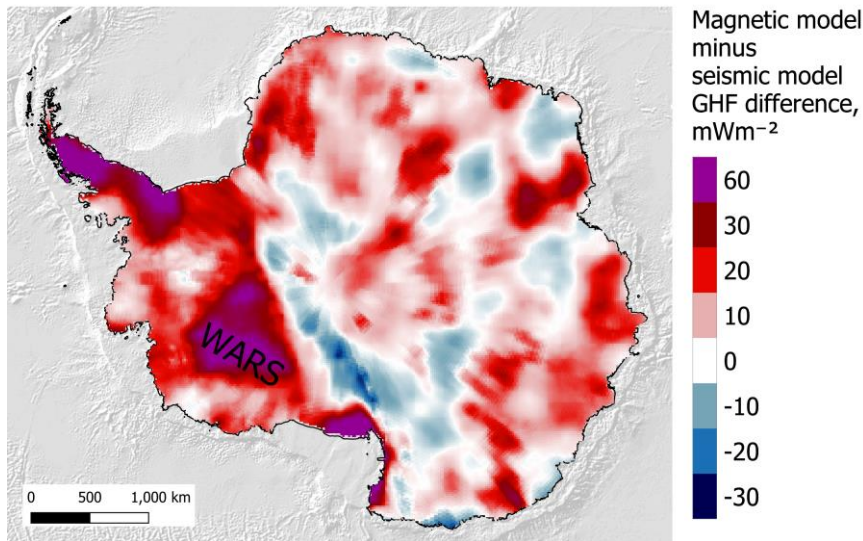 Magnetic model
minus
seismic model
GHF difference,
mWm⁻²
60
30
20
10
0
-10
-20
-30
WARS
0 500 1,000 km